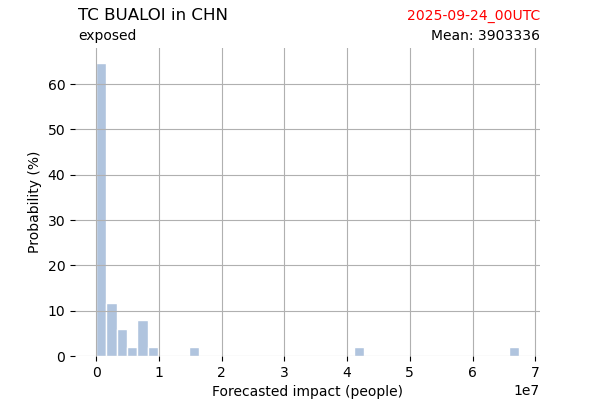 TC BUALOI in CHN
2025-09-24_00UTC
exposed
Mean: 3903336
60
50
40
30
20
10
0
Probability (%)
0 1 2 3 4 5 6 7
1e7
Forecasted impact (people)